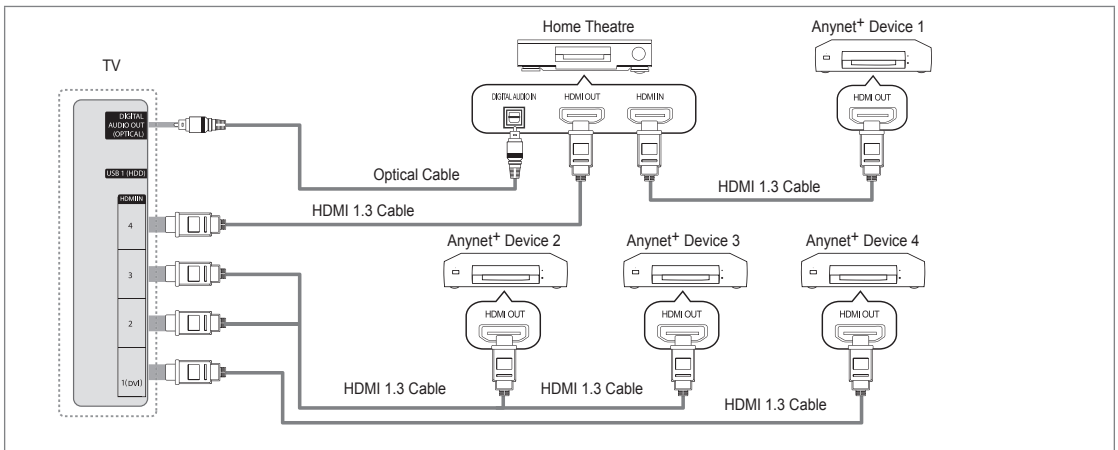 Home Theatre
Anynet+ Device 1
TV
DIGITAL AUDIO IN
HDMI OUT
HDMI IN
HDMI OUT
DIGITAL
AUDIO OUT
(OPTICAL)
Optical Cable
USB 1 (HDD)
HDMI 1.3 Cable
HDMI IN
HDMI 1.3 Cable
4
Anynet+ Device 2
Anynet+ Device 3
Anynet+ Device 4
3
HDMI OUT
HDMI OUT
HDMI OUT
2
1(DVI)
HDMI 1.3 Cable
HDMI 1.3 Cable
HDMI 1.3 Cable